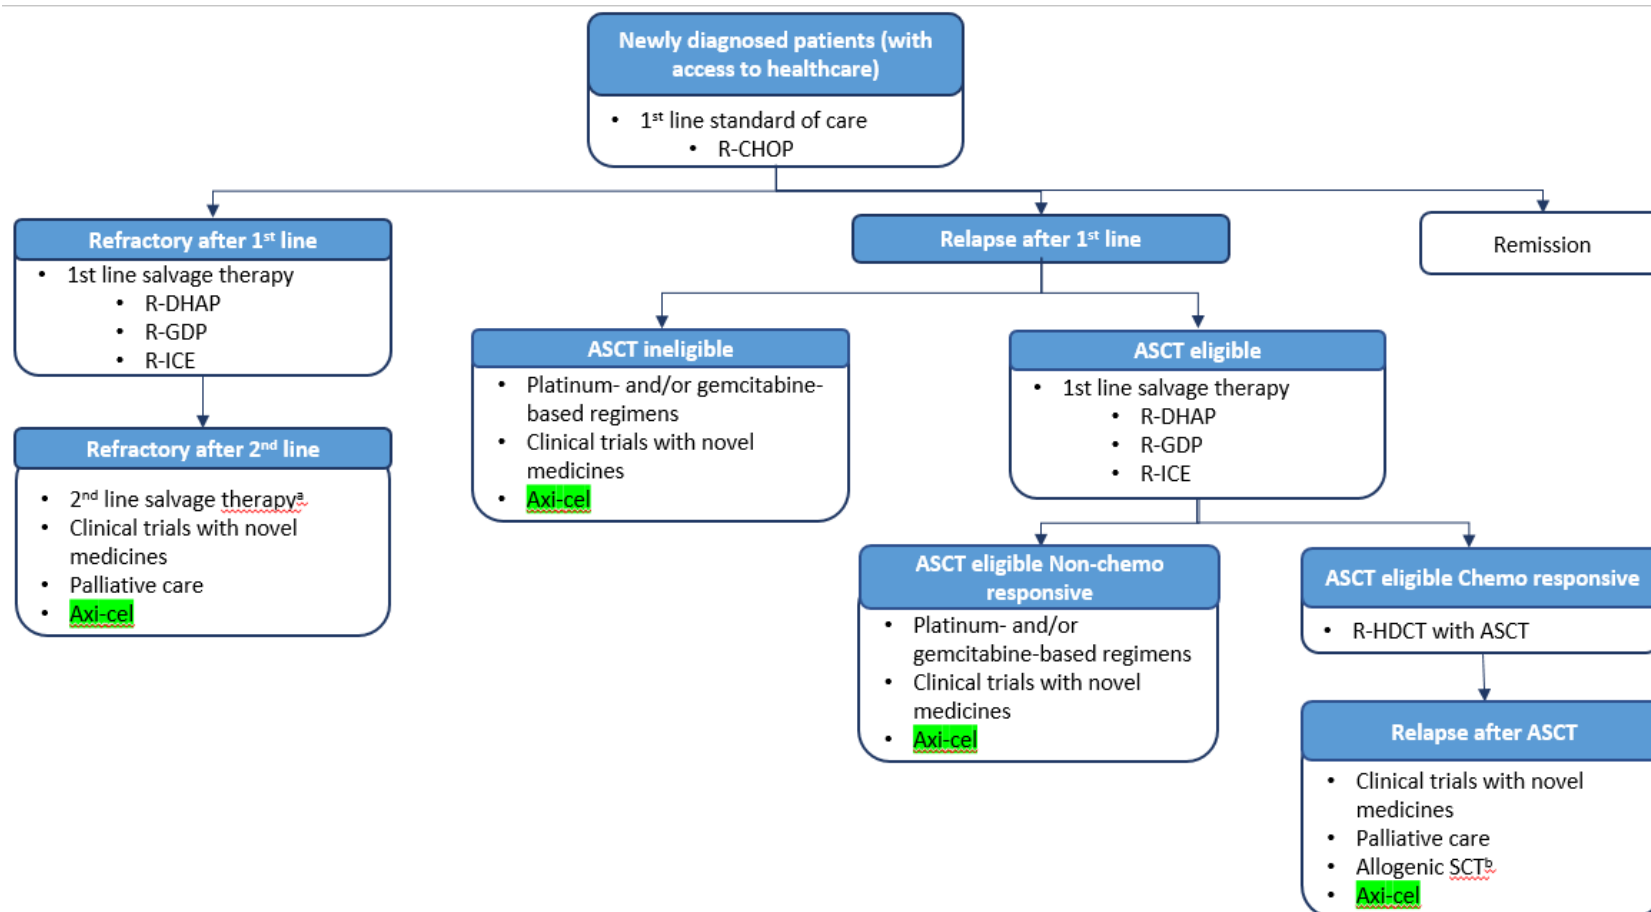 Newly diagnosed patients (with
access to healthcare)
• 1st line standard of care
• R-CHOP
Refractory after 1st line
• 1st line salvage therapy
• R-DHAP
• R-GDP
• R-ICE
Refractory after 2nd line
• 2nd line salvage therapyª
• Clinical trials with novel
medicines
• Palliative care
• Axi-cel
Relapse after 1st line
ASCT ineligible
• Platinum- and/or gemcitabine-
based regimens
• Clinical trials with novel
medicines
• Axi-cel
ASCT eligible
• 1st line salvage therapy
• R-DHAP
• R-GDP
• R-ICE
ASCT eligible Non-chemo
responsive
• Platinum- and/or
gemcitabine-based regimens
• Clinical trials with novel
medicines
• Axi-cel
ASCT eligible Chemo responsive
• R-HDCT with ASCT
Relapse after ASCT
• Clinical trials with novel
medicines
• Palliative care
• Allogenic SCTᵇ
• Axi-cel
Remission